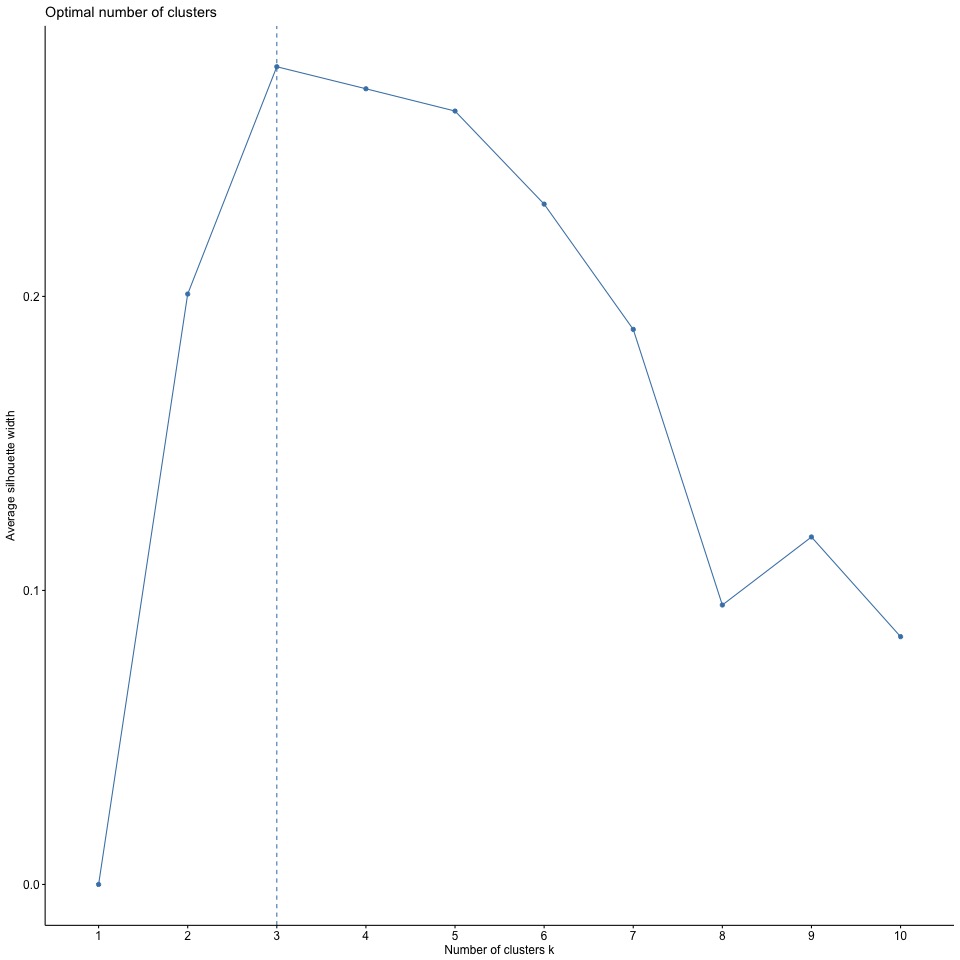 Optimal number of clusters
Average silhouette width
0.2
0.1
0.0
1 2 3 4 5 6 7 8 9 10
Number of clusters k